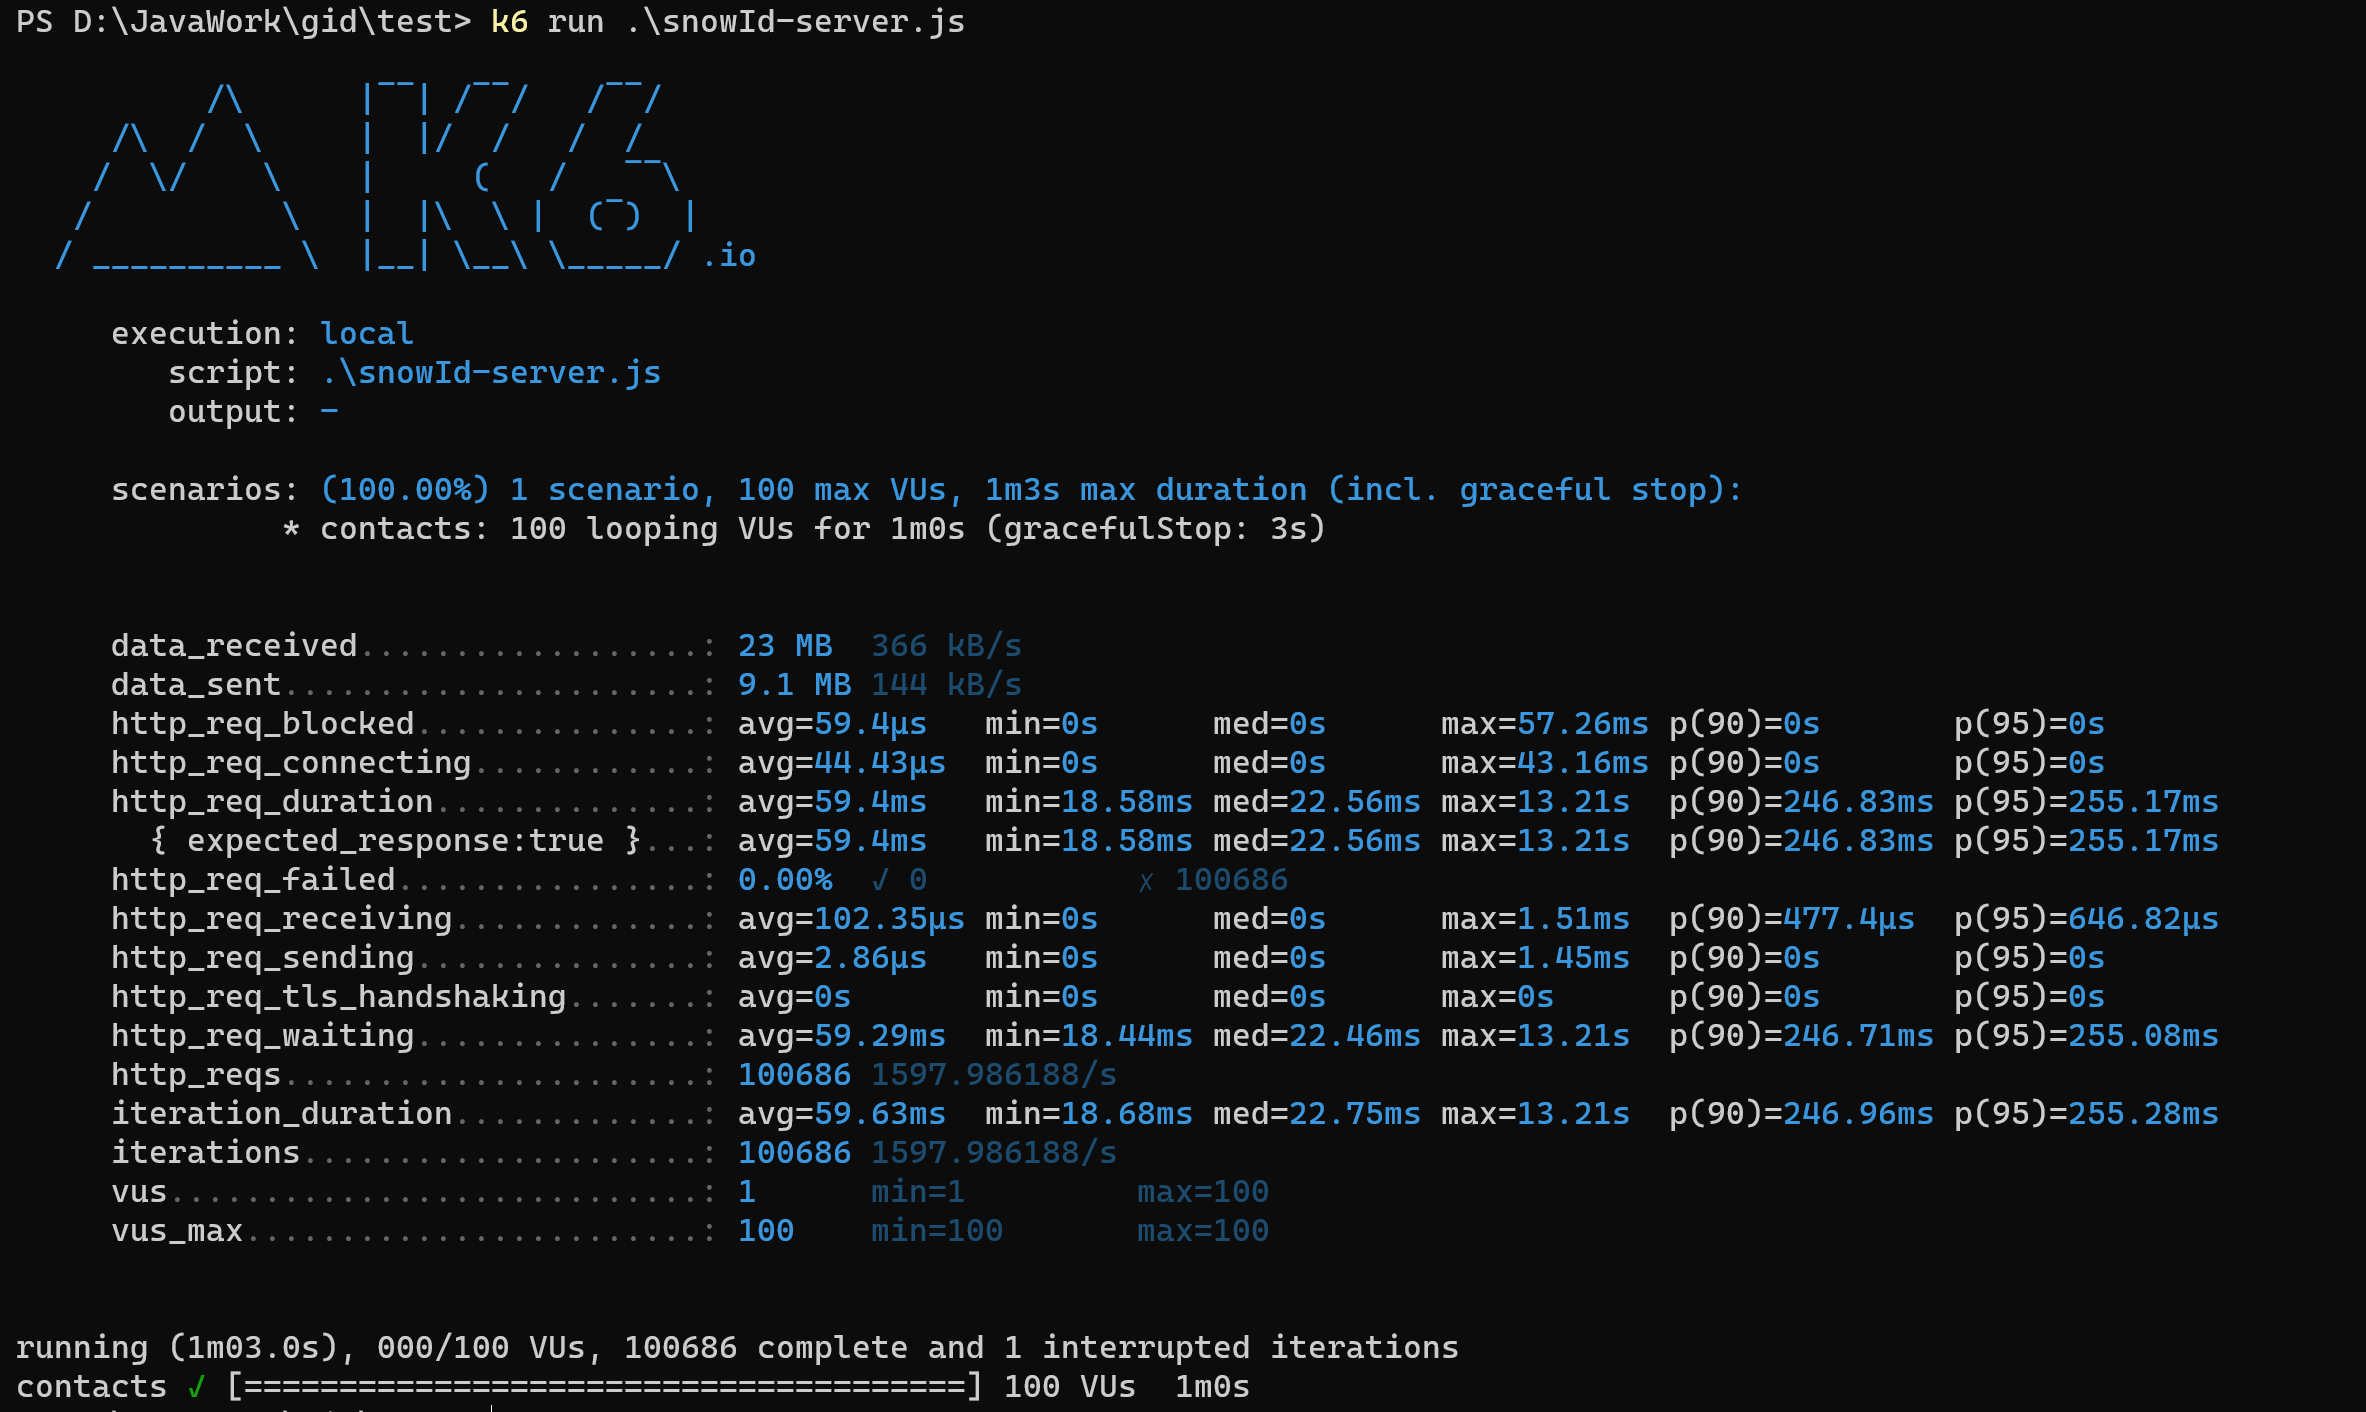 PS D:\JavaWork\gid\test> k6 run .\snowId-server.js
          /\      |‾‾| /‾‾/   /‾‾/
     /\  /  \     |  |/  /   /  /
    /  \/    \    |     (   /   ‾‾\
   /          \   |  |\  \ |  (‾)  |
  / __________ \  |__| \__\ \_____/ .io
execution: local
script: .\snowId-server.js
output: -
scenarios: (100.00%) 1 scenario, 100 max VUs, 1m3s max duration (incl. graceful stop):
* contacts: 100 looping VUs for 1m0s (gracefulStop: 3s)
data_received..................: 23 MB 366 kB/s
data_sent......................: 9.1 MB 144 kB/s
http_req_blocked...............: avg=59.4µs min=0s med=0s max=57.26ms p(90)=0s p(95)=0s
http_req_connecting............: avg=44.43µs min=0s med=0s max=43.16ms p(90)=0s p(95)=0s
http_req_duration..............: avg=59.4ms min=18.58ms med=22.56ms max=13.21s p(90)=246.83ms p(95)=255.17ms
{ expected_response:true }...: avg=59.4ms min=18.58ms med=22.56ms max=13.21s p(90)=246.83ms p(95)=255.17ms
http_req_failed................: 0.00% ✓ 0 ✗ 100686
http_req_receiving.............: avg=102.35µs min=0s med=0s max=1.51ms p(90)=477.4µs p(95)=646.82µs
http_req_sending...............: avg=2.86µs min=0s med=0s max=1.45ms p(90)=0s p(95)=0s
http_req_tls_handshaking.......: avg=0s min=0s med=0s max=0s p(90)=0s p(95)=0s
http_req_waiting...............: avg=59.29ms min=18.44ms med=22.46ms max=13.21s p(90)=246.71ms p(95)=255.08ms
http_reqs......................: 100686 1597.986188/s
iteration_duration.............: avg=59.63ms min=18.68ms med=22.75ms max=13.21s p(90)=246.96ms p(95)=255.28ms
iterations.....................: 100686 1597.986188/s
vus............................: 1 min=1 max=100
vus_max........................: 100 min=100 max=100
running (1m03.0s), 000/100 VUs, 100686 complete and 1 interrupted iterations
contacts ✓ [======================================] 100 VUs 1m0s